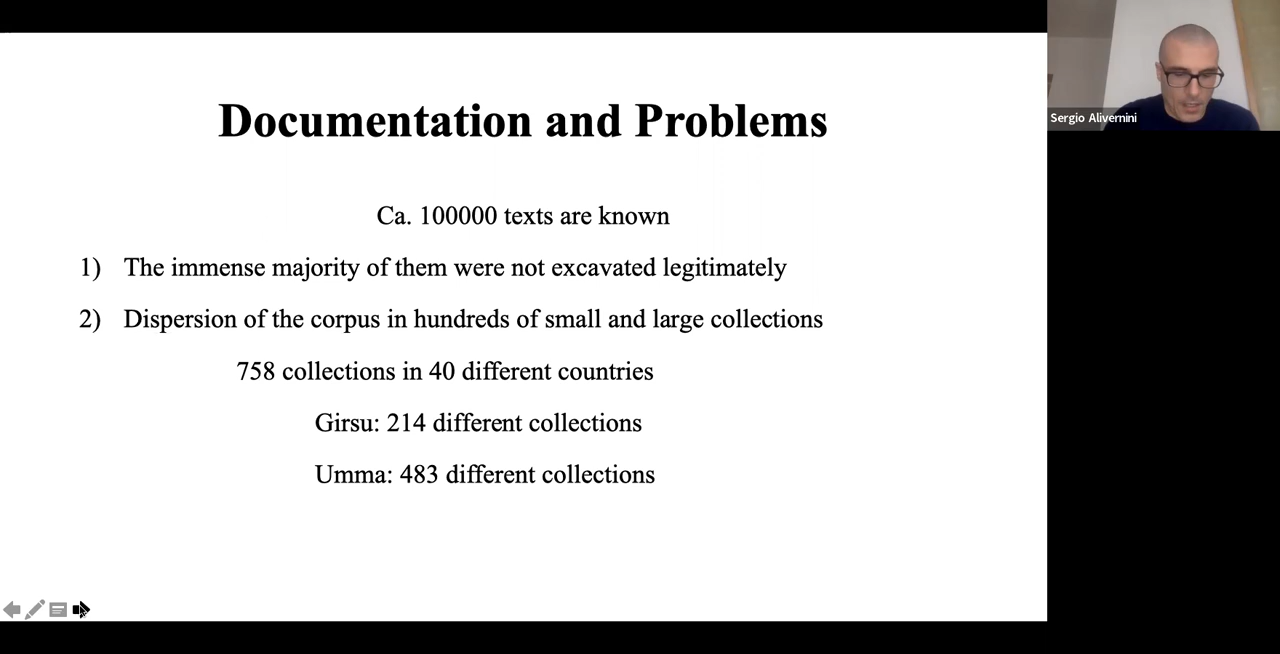 Documentation and Problems
Ca. 100000 texts are known
1) The immense majority of them were not excavated legitimately
2) Dispersion of the corpus in hundreds of small and large collections
758 collections in 40 different countries
Girsu: 214 different collections
Umma: 483 different collections
Sergio Alivernini